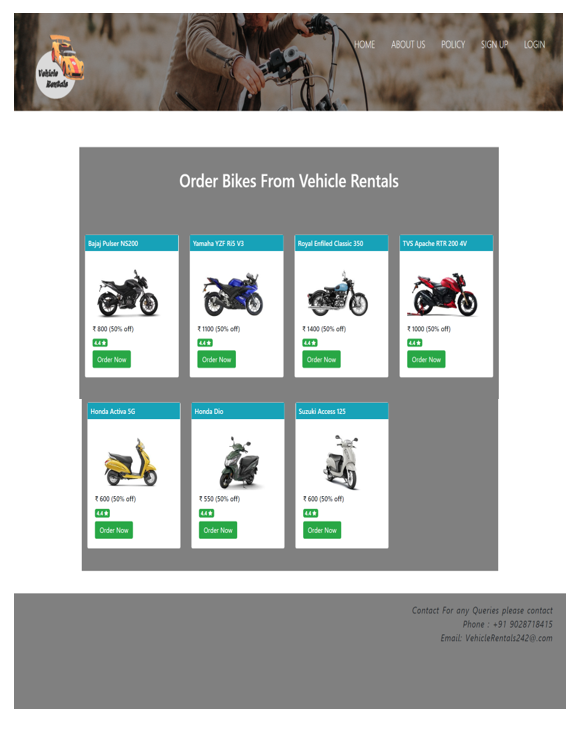 HOME ABOUT US POLICY SIGN UP LOGIN
Vehicle
Rentals
Order Bikes From Vehicle Rentals
Bajaj Pulser NS200 Yamaha YZF Ri5 V3 Royal Enfiled Classic 350 TVS Apache RTR 200 4V
₹ 800 (50% off) ₹ 1100 (50% off) ₹ 1400 (50% off) ₹ 1000 (50% off)
4.4 ★ 4.4 ★ 4.4 ★ 4.4 ★
Order Now Order Now Order Now Order Now
Honda Activa 5G Honda Dio Suzuki Access 125
₹ 600 (50% off) ₹ 550 (50% off) ₹ 600 (50% off)
4.4 ★ 4.4 ★ 4.4 ★
Order Now Order Now Order Now
Contact For any Queries please contact
Phone : +91 9028718415
Email: VehicleRentals242@.com